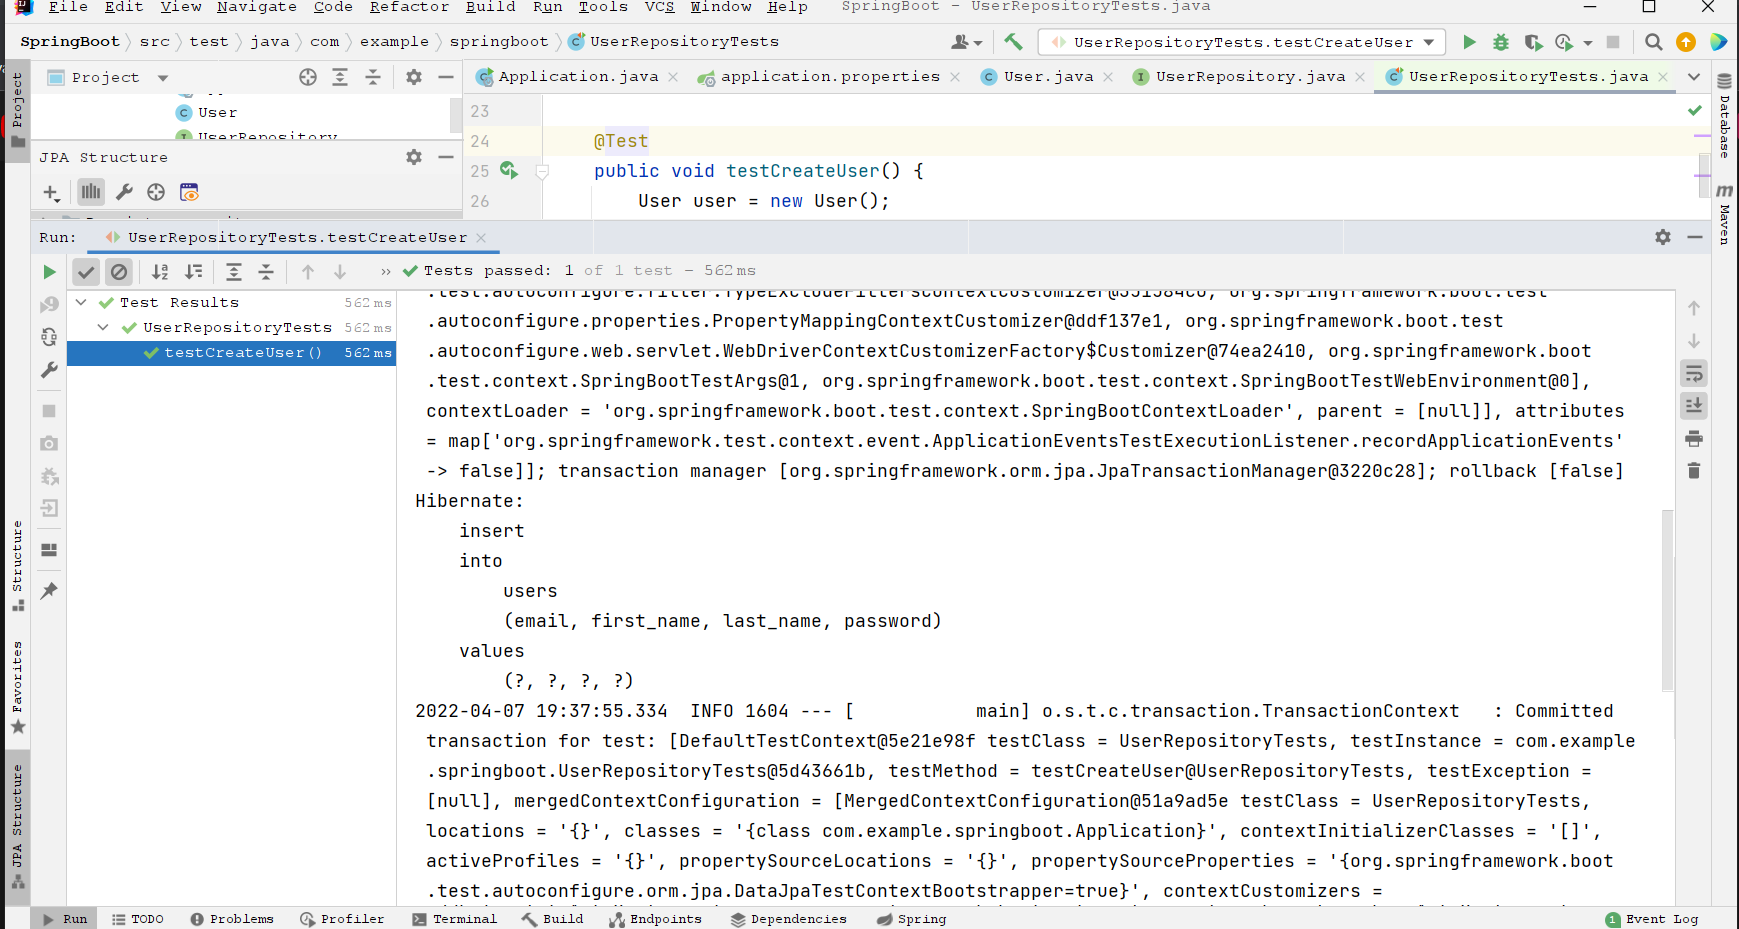 File Edit View Navigate Code Refactor Build Run Tools VCS Window Help SpringBoot - UserRepositoryTests.java
SpringBoot src test java com example springboot UserRepositoryTests UserRepositoryTests.testCreateUser
Project Application.java application.properties User.java UserRepository.java UserRepositoryTests.java
Project
User
UserRepository
JPA Structure
23
24 @Test
25 public void testCreateUser() {
26 User user = new User();
Database
Maven
Run: UserRepositoryTests.testCreateUser
Tests passed: 1 of 1 test – 562 ms
Test Results 562 ms
UserRepositoryTests 562 ms
testCreateUser() 562 ms
.test.autoconfigure.filter.TypeExcludeFiltersContextCustomizer@351584c0, org.springframework.boot.test
.autoconfigure.properties.PropertyMappingContextCustomizer@ddf137e1, org.springframework.boot.test
.autoconfigure.web.servlet.WebDriverContextCustomizerFactory$Customizer@74ea2410, org.springframework.boot
.test.context.SpringBootTestArgs@1, org.springframework.boot.test.context.SpringBootTestWebEnvironment@0],
contextLoader = 'org.springframework.boot.test.context.SpringBootContextLoader', parent = [null]], attributes
= map['org.springframework.test.context.event.ApplicationEventsTestExecutionListener.recordApplicationEvents'
-> false]]; transaction manager [org.springframework.orm.jpa.JpaTransactionManager@3220c28]; rollback [false]
Hibernate:
insert
into
users
(email, first_name, last_name, password)
values
(?, ?, ?, ?)
2022-04-07 19:37:55.334 INFO 1604 --- [ main] o.s.t.c.transaction.TransactionContext : Committed
transaction for test: [DefaultTestContext@5e21e98f testClass = UserRepositoryTests, testInstance = com.example
.springboot.UserRepositoryTests@5d43661b, testMethod = testCreateUser@UserRepositoryTests, testException =
[null], mergedContextConfiguration = [MergedContextConfiguration@51a9ad5e testClass = UserRepositoryTests,
locations = '{}', classes = '{class com.example.springboot.Application}', contextInitializerClasses = '[]',
activeProfiles = '{}', propertySourceLocations = '{}', propertySourceProperties = '{org.springframework.boot
.test.autoconfigure.orm.jpa.DataJpaTestContextBootstrapper=true}', contextCustomizers =
Structure
Favorites
JPA Structure
Run TODO Problems Profiler Terminal Build Endpoints Dependencies Spring 1 Event Log